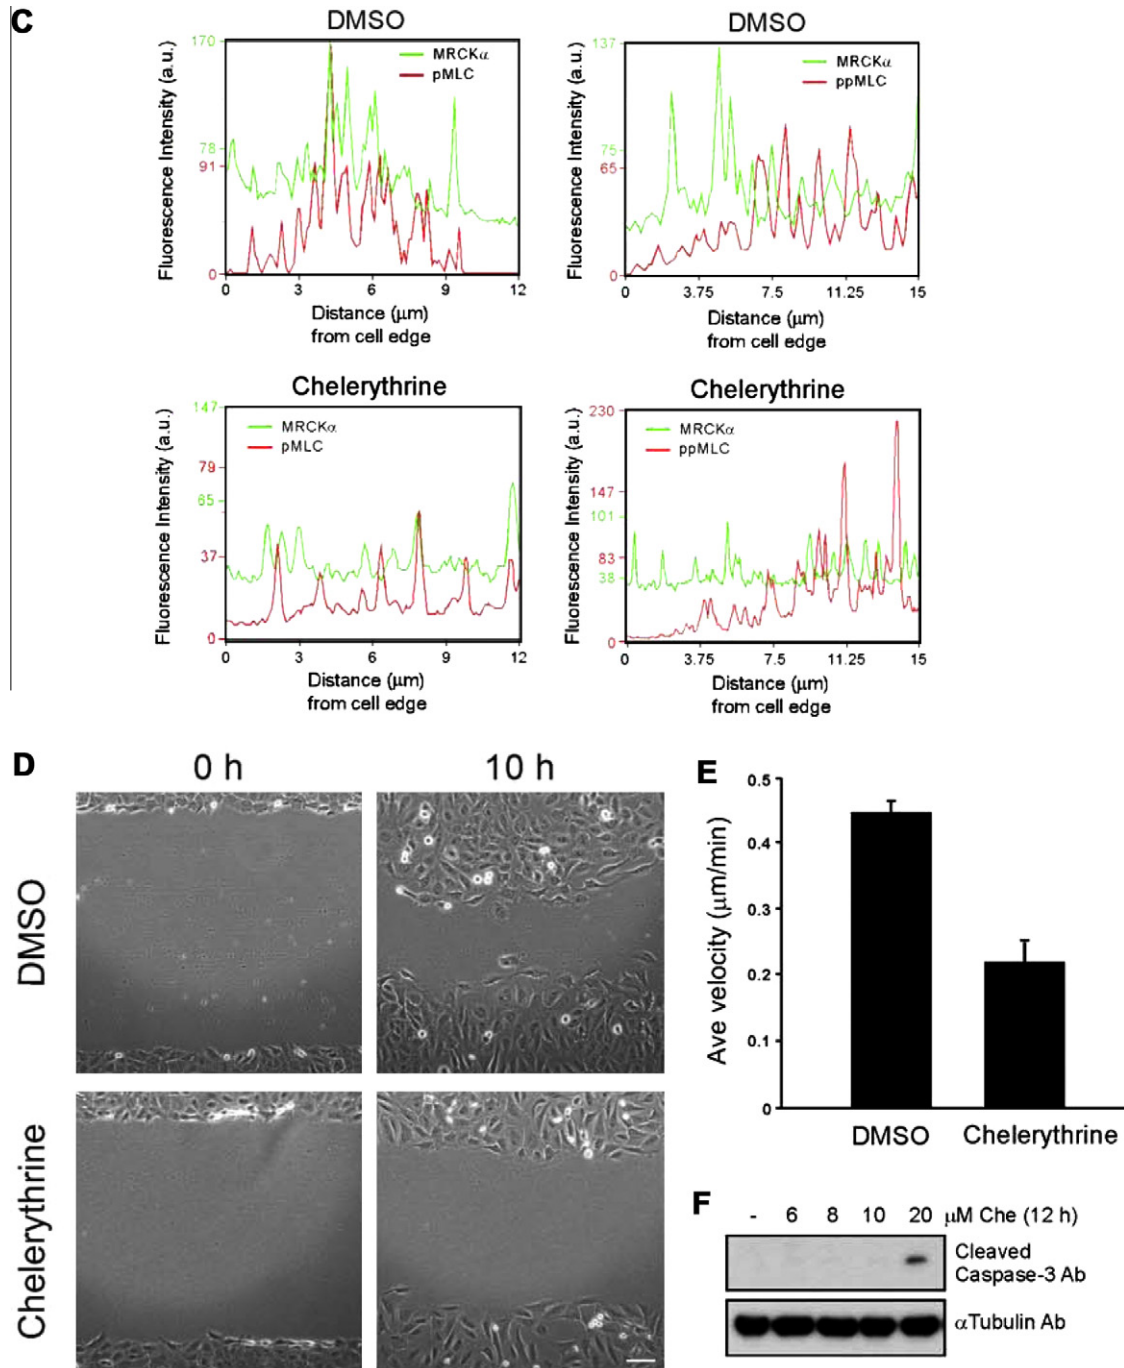 C
DMSO
170
78
91
0
Fluorescence Intensity (a.u.)
MRCKα
pMLC
0 3 6 9 12
Distance (μm)
from cell edge
DMSO
137
75
65
0
Fluorescence Intensity (a.u.)
MRCKα
ppMLC
0 3.75 7.5 11.25 15
Distance (μm)
from cell edge
Chelerythrine
147
79
65
37
0
Fluorescence Intensity (a.u.)
MRCKα
pMLC
0 3 6 9 12
Distance (μm)
from cell edge
Chelerythrine
230
147
101
83
38
0
Fluorescence Intensity (a.u.)
MRCKα
ppMLC
0 3.75 7.5 11.25 15
Distance (μm)
from cell edge
D
0 h 10 h
DMSO
Chelerythrine
E
0.5
0.4
0.3
0.2
0.1
0
Ave velocity (μm/min)
DMSO Chelerythrine
F
- 6 8 10 20 μM Che (12 h)
Cleaved
Caspase-3 Ab
αTubulin Ab